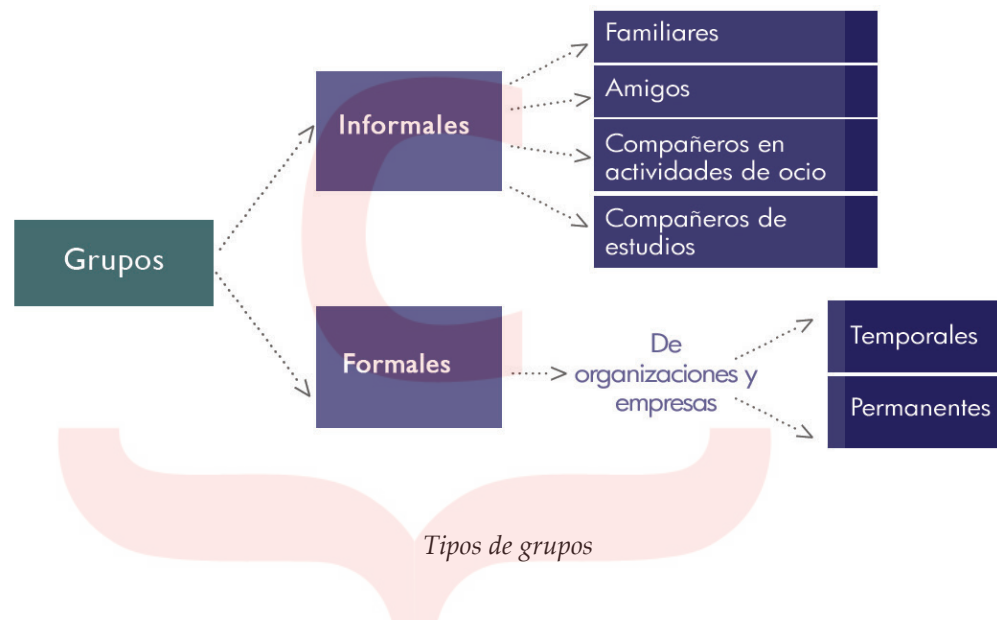 Grupos
Informales
Familiares
Amigos
Compañeros en
actividades de ocio
Compañeros de
estudios
Formales
De
organizaciones y
empresas
Temporales
Permanentes
Tipos de grupos